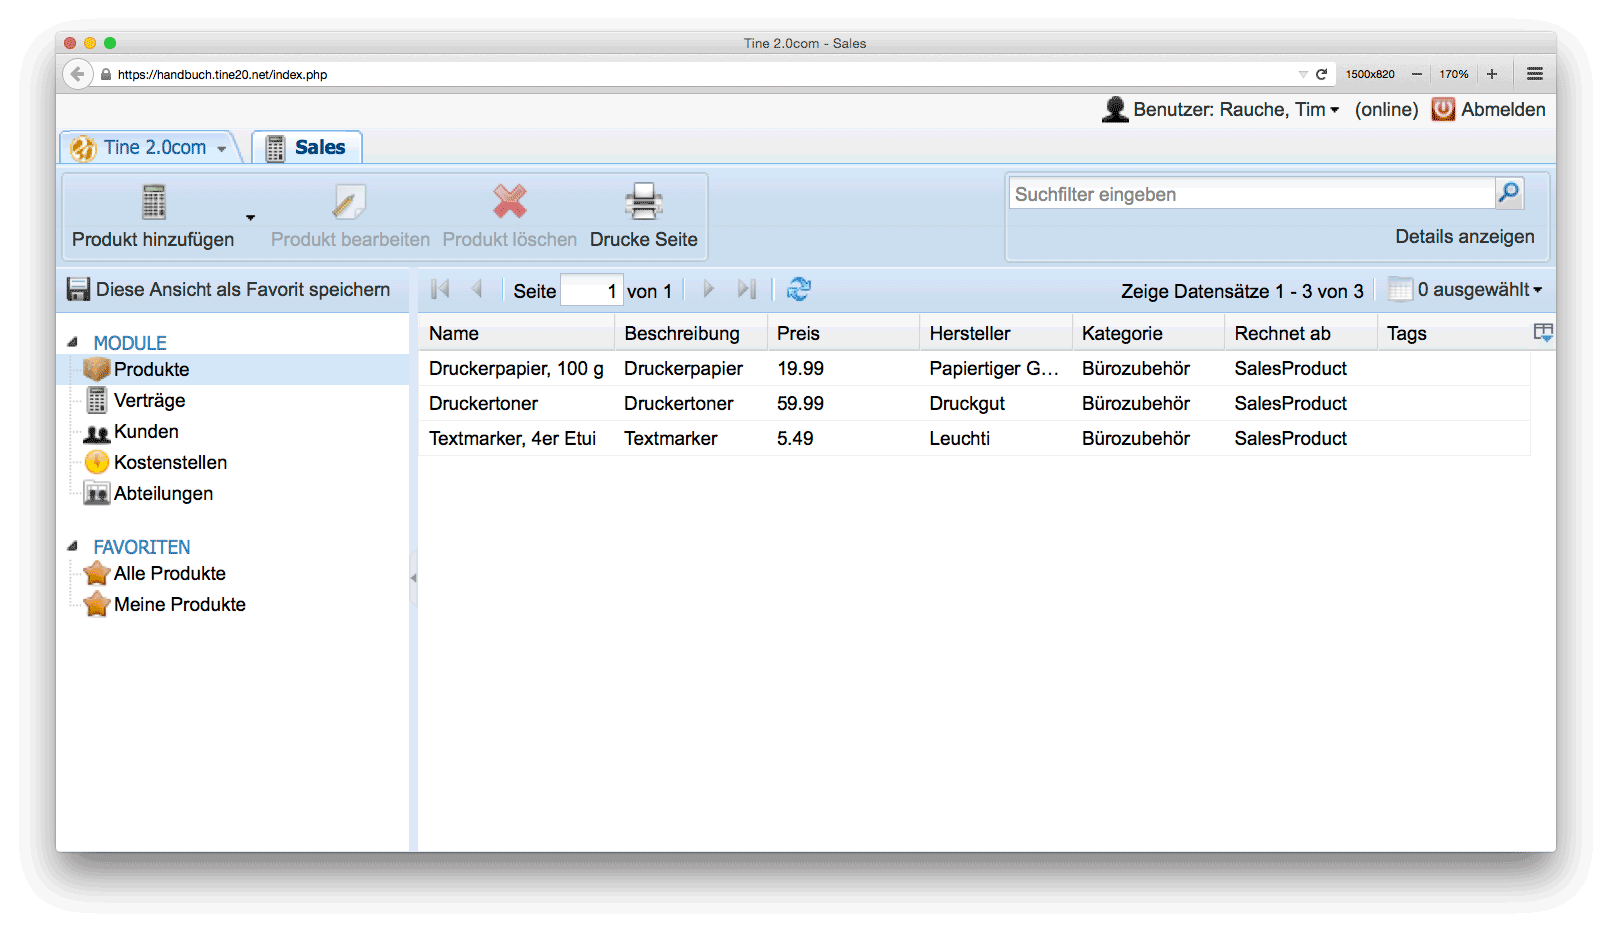 Tine 2.0com - Sales
https://handbuch.tine20.net/index.php 1500x820 170%
Benutzer: Rauche, Tim (online) Abmelden
Tine 2.0com Sales
Suchfilter eingeben
Produkt hinzufügen Produkt bearbeiten Produkt löschen Drucke Seite Details anzeigen
Diese Ansicht als Favorit speichern Seite 1 von 1 Zeige Datensätze 1 - 3 von 3 0 ausgewählt
MODULE
Produkte
Verträge
Kunden
Kostenstellen
Abteilungen
FAVORITEN
Alle Produkte
Meine Produkte
Name Beschreibung Preis Hersteller Kategorie Rechnet ab Tags
Druckerpapier, 100 g Druckerpapier 19.99 Papiertiger G... Bürozubehör SalesProduct
Druckertoner Druckertoner 59.99 Druckgut Bürozubehör SalesProduct
Textmarker, 4er Etui Textmarker 5.49 Leuchti Bürozubehör SalesProduct